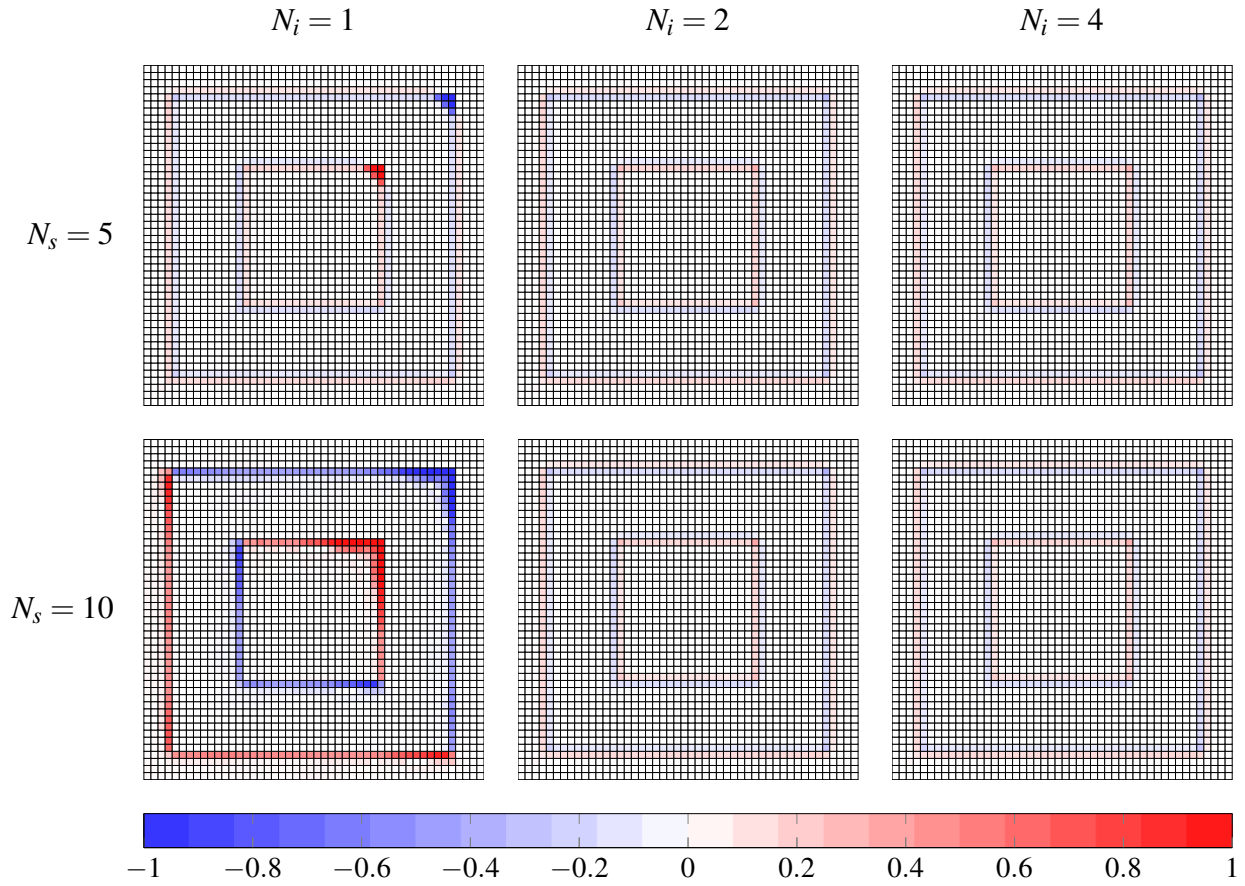 N_i = 1 N_i = 2 N_i = 4
N_s = 5
N_s = 10
−1 −0.8 −0.6 −0.4 −0.2 0 0.2 0.4 0.6 0.8 1